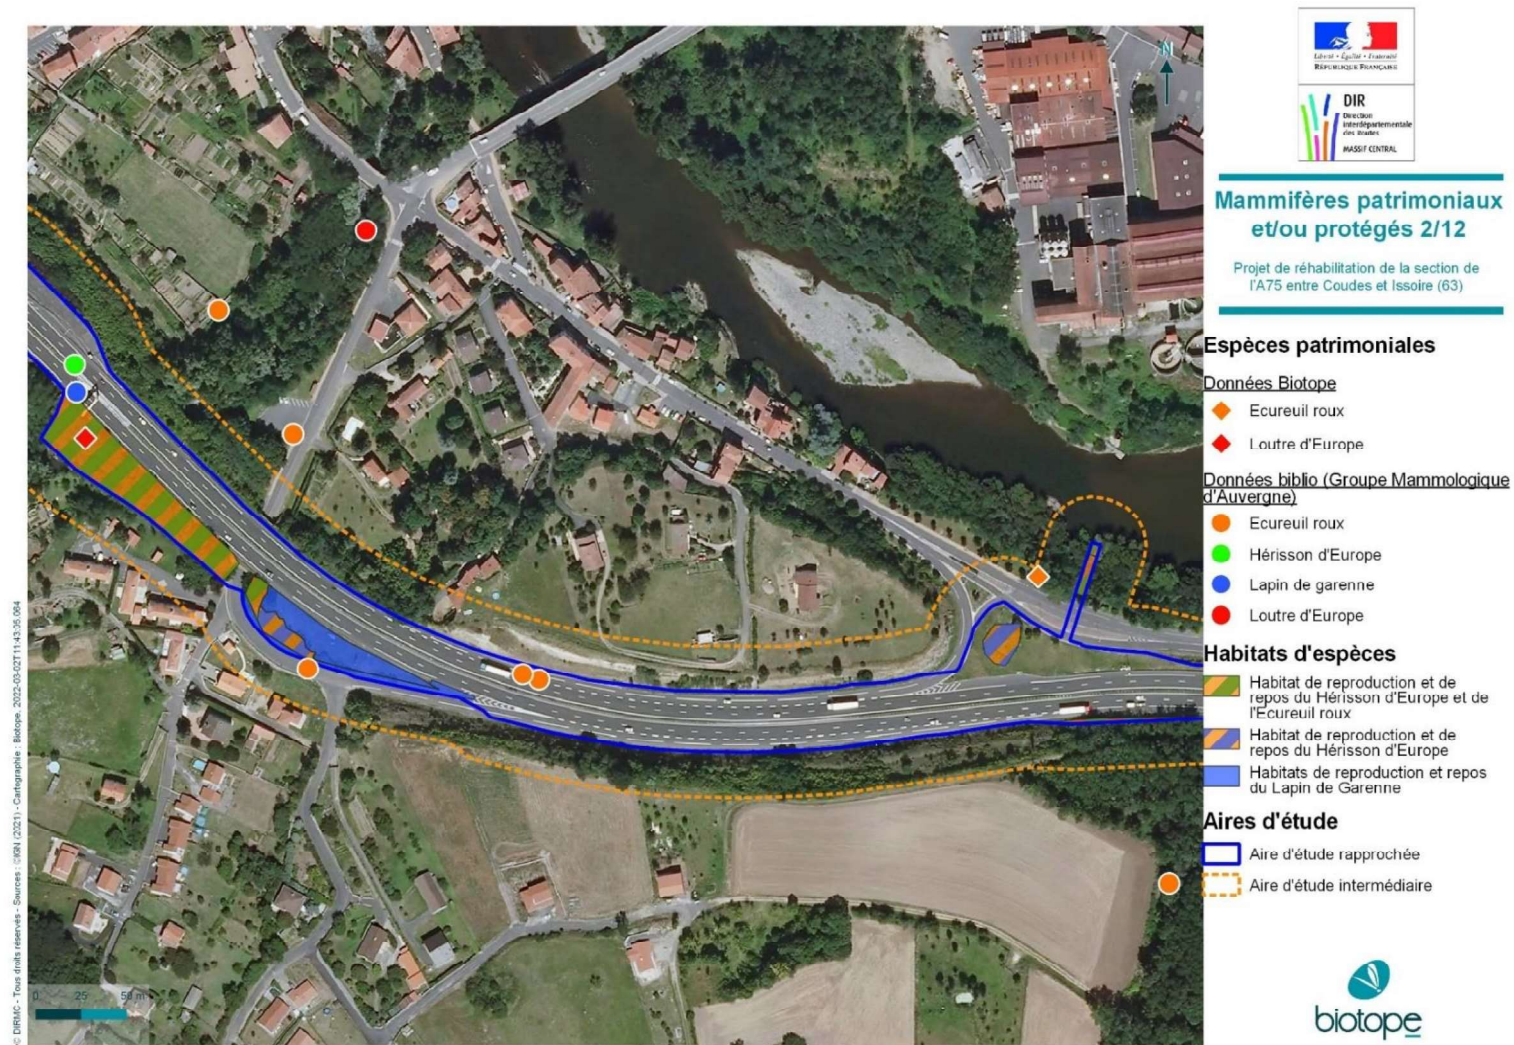 N
Liberté • Égalité • Fraternité
RÉPUBLIQUE FRANÇAISE
DIR
Direction
interdépartementale
des Routes
MASSIF CENTRAL
Mammifères patrimoniaux
et/ou protégés 2/12
Projet de réhabilitation de la section de
l'A75 entre Coudes et Issoire (63)
Espèces patrimoniales
Données Biotope
Ecureuil roux
Loutre d'Europe
Données biblio (Groupe Mammologique
d'Auvergne)
Ecureuil roux
Hérisson d'Europe
Lapin de garenne
Loutre d'Europe
Habitats d'espèces
Habitat de reproduction et de
repos du Hérisson d'Europe et de
l'Ecureuil roux
Habitat de reproduction et de
repos du Hérisson d'Europe
Habitats de reproduction et repos
du Lapin de Garenne
Aires d'étude
Aire d'étude rapprochée
Aire d'étude intermédiaire
biotope
0 25 50 m
© DIRMC - Tous droits réservés - Sources : ©IGN (2021) - Cartographie : Biotope, 2022-03-02T11:43:35.064